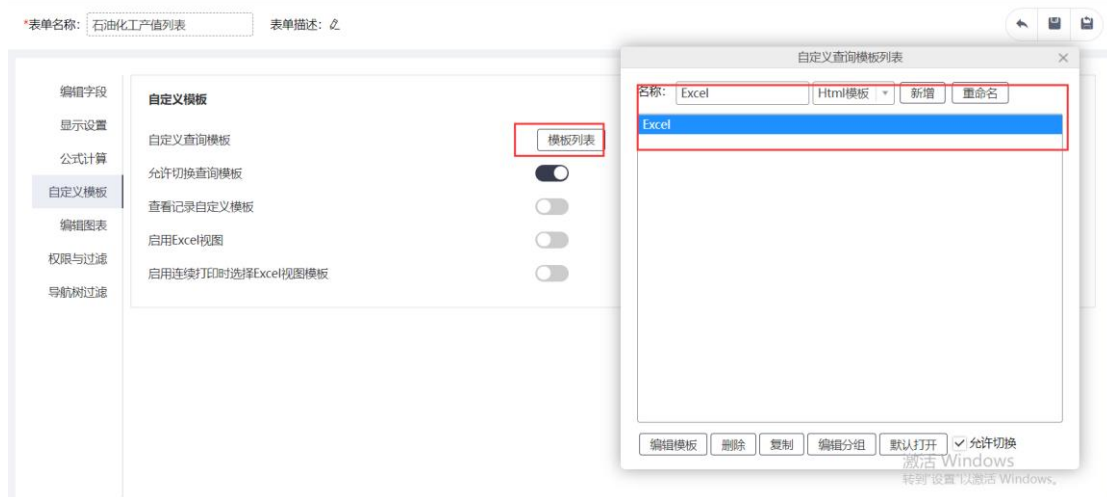 *表单名称: 石油化工产值列表 表单描述:
自定义查询模板列表
编辑字段
显示设置
公式计算
自定义模板
编辑图表
权限与过滤
导航树过滤
自定义模板
自定义查询模板 模板列表
允许切换查询模板
查看记录自定义模板
启用Excel视图
启用连续打印时选择Excel视图模板
名称: Excel Html模板 新增 重命名
Excel
编辑模板 删除 复制 编辑分组 默认打开 允许切换
激活 Windows
转到"设置"以激活 Windows。